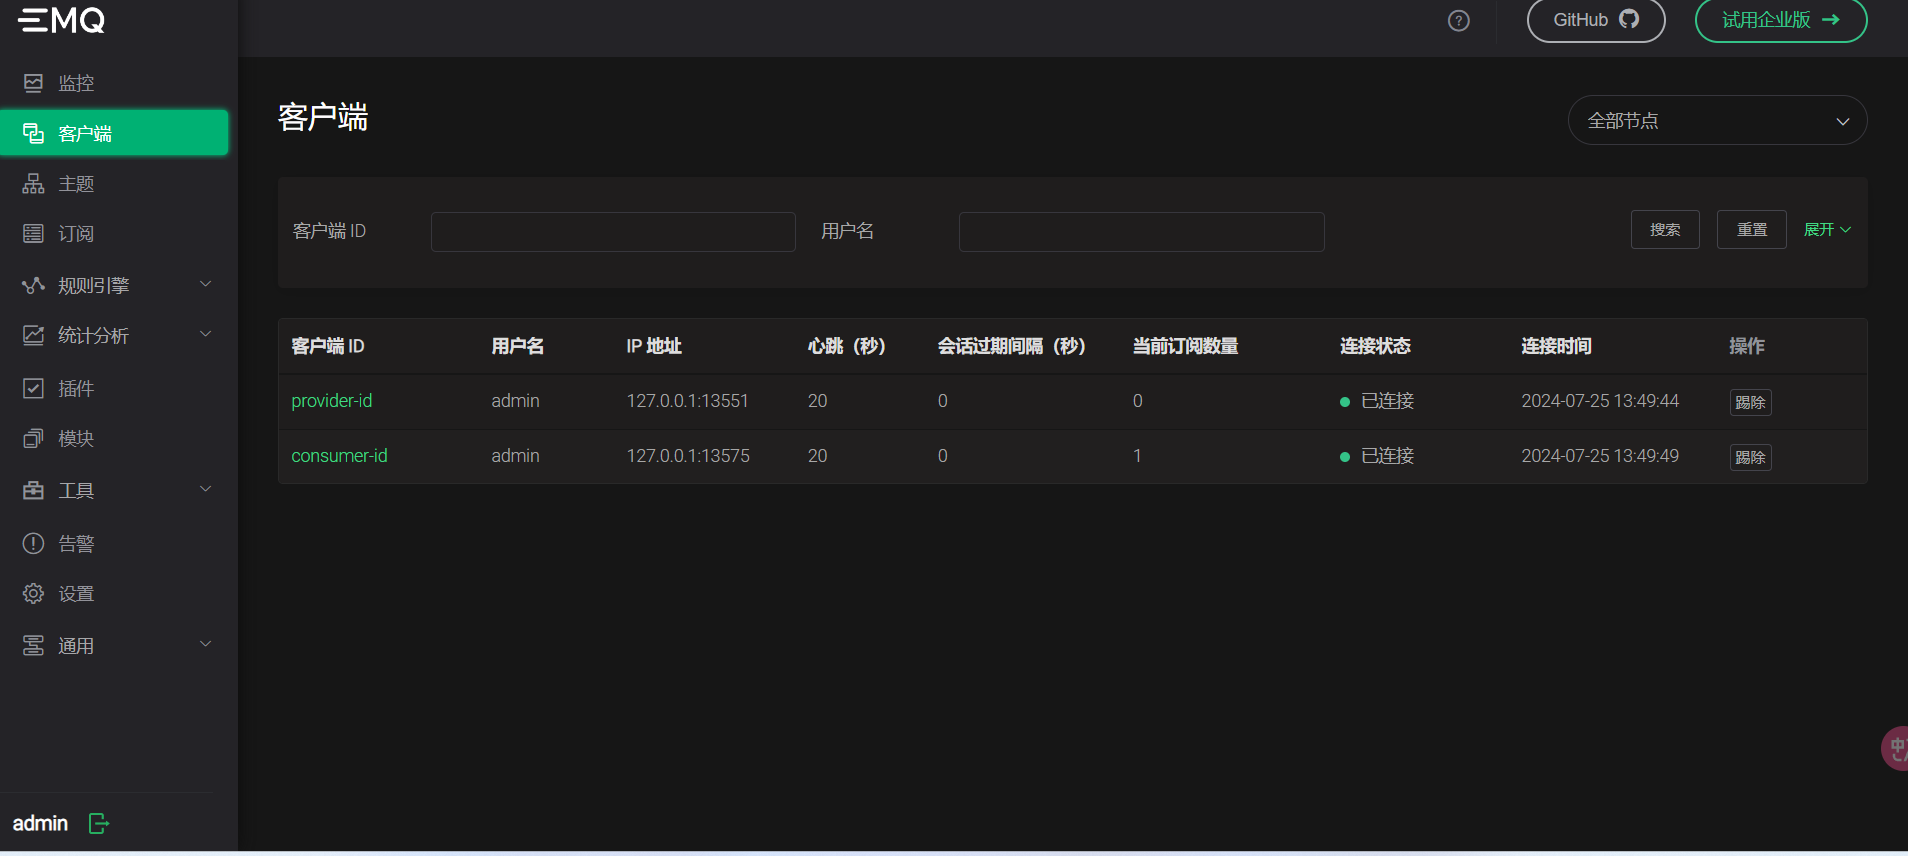 EMQ
GitHub
试用企业版
监控
客户端
主题
订阅
规则引擎
统计分析
插件
模块
工具
告警
设置
通用
admin
客户端
全部节点
客户端 ID
用户名
搜索
重置
展开
客户端 ID 用户名 IP 地址 心跳（秒） 会话过期间隔（秒） 当前订阅数量 连接状态 连接时间 操作
provider-id admin 127.0.0.1:13551 20 0 0 已连接 2024-07-25 13:49:44 踢除
consumer-id admin 127.0.0.1:13575 20 0 1 已连接 2024-07-25 13:49:49 踢除